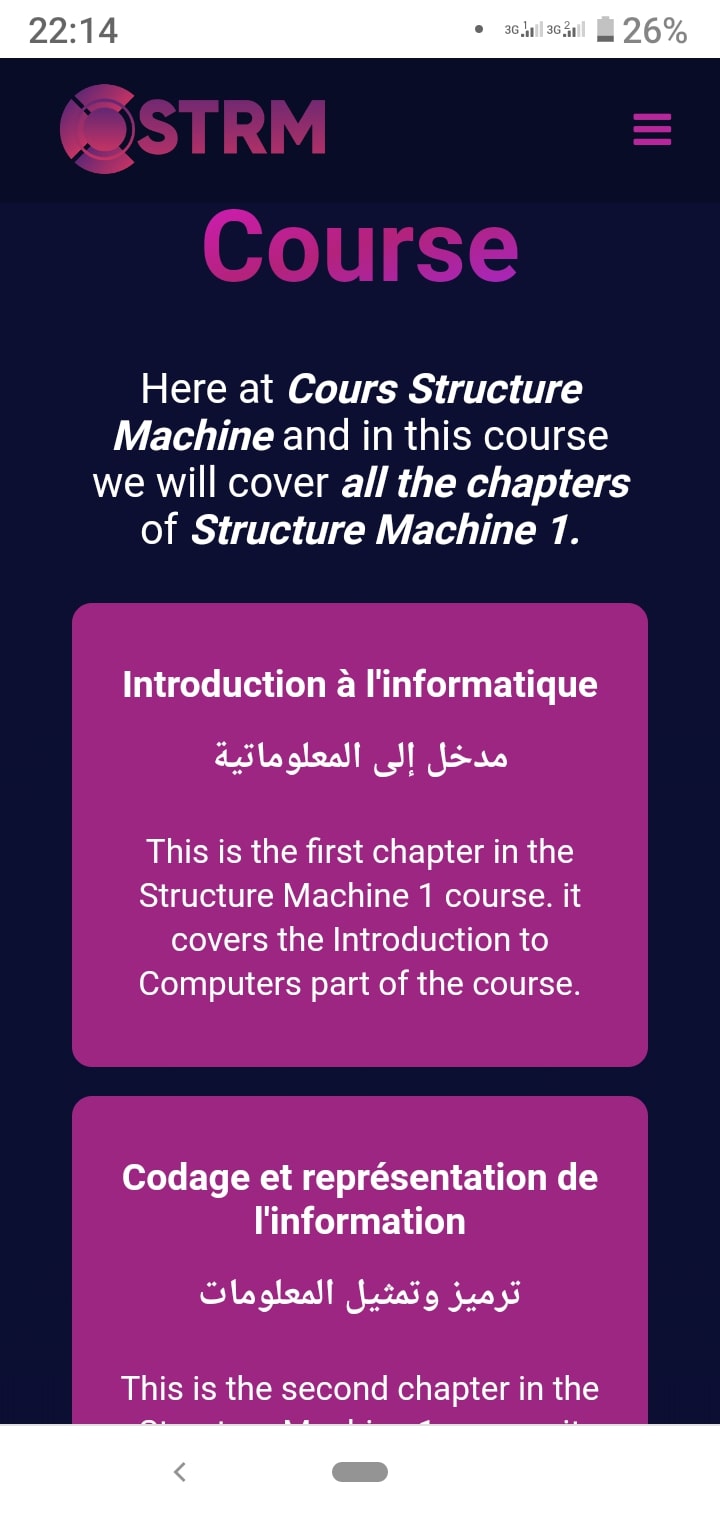 22:14
3G 1 3G 2 26%
STRM
Course
Here at Cours Structure
Machine and in this course
we will cover all the chapters
of Structure Machine 1.
Introduction à l'informatique
مدخل إلى المعلوماتية
This is the first chapter in the
Structure Machine 1 course. it
covers the Introduction to
Computers part of the course.
Codage et représentation de
l'information
ترميز وتمثيل المعلومات
This is the second chapter in the